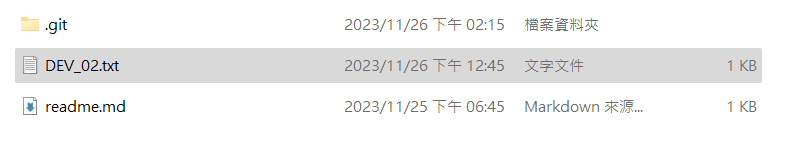 .git 2023/11/26 下午 02:15 檔案資料夾
DEV_02.txt 2023/11/26 下午 12:45 文字文件 1 KB
readme.md 2023/11/25 下午 06:45 Markdown 來源... 1 KB